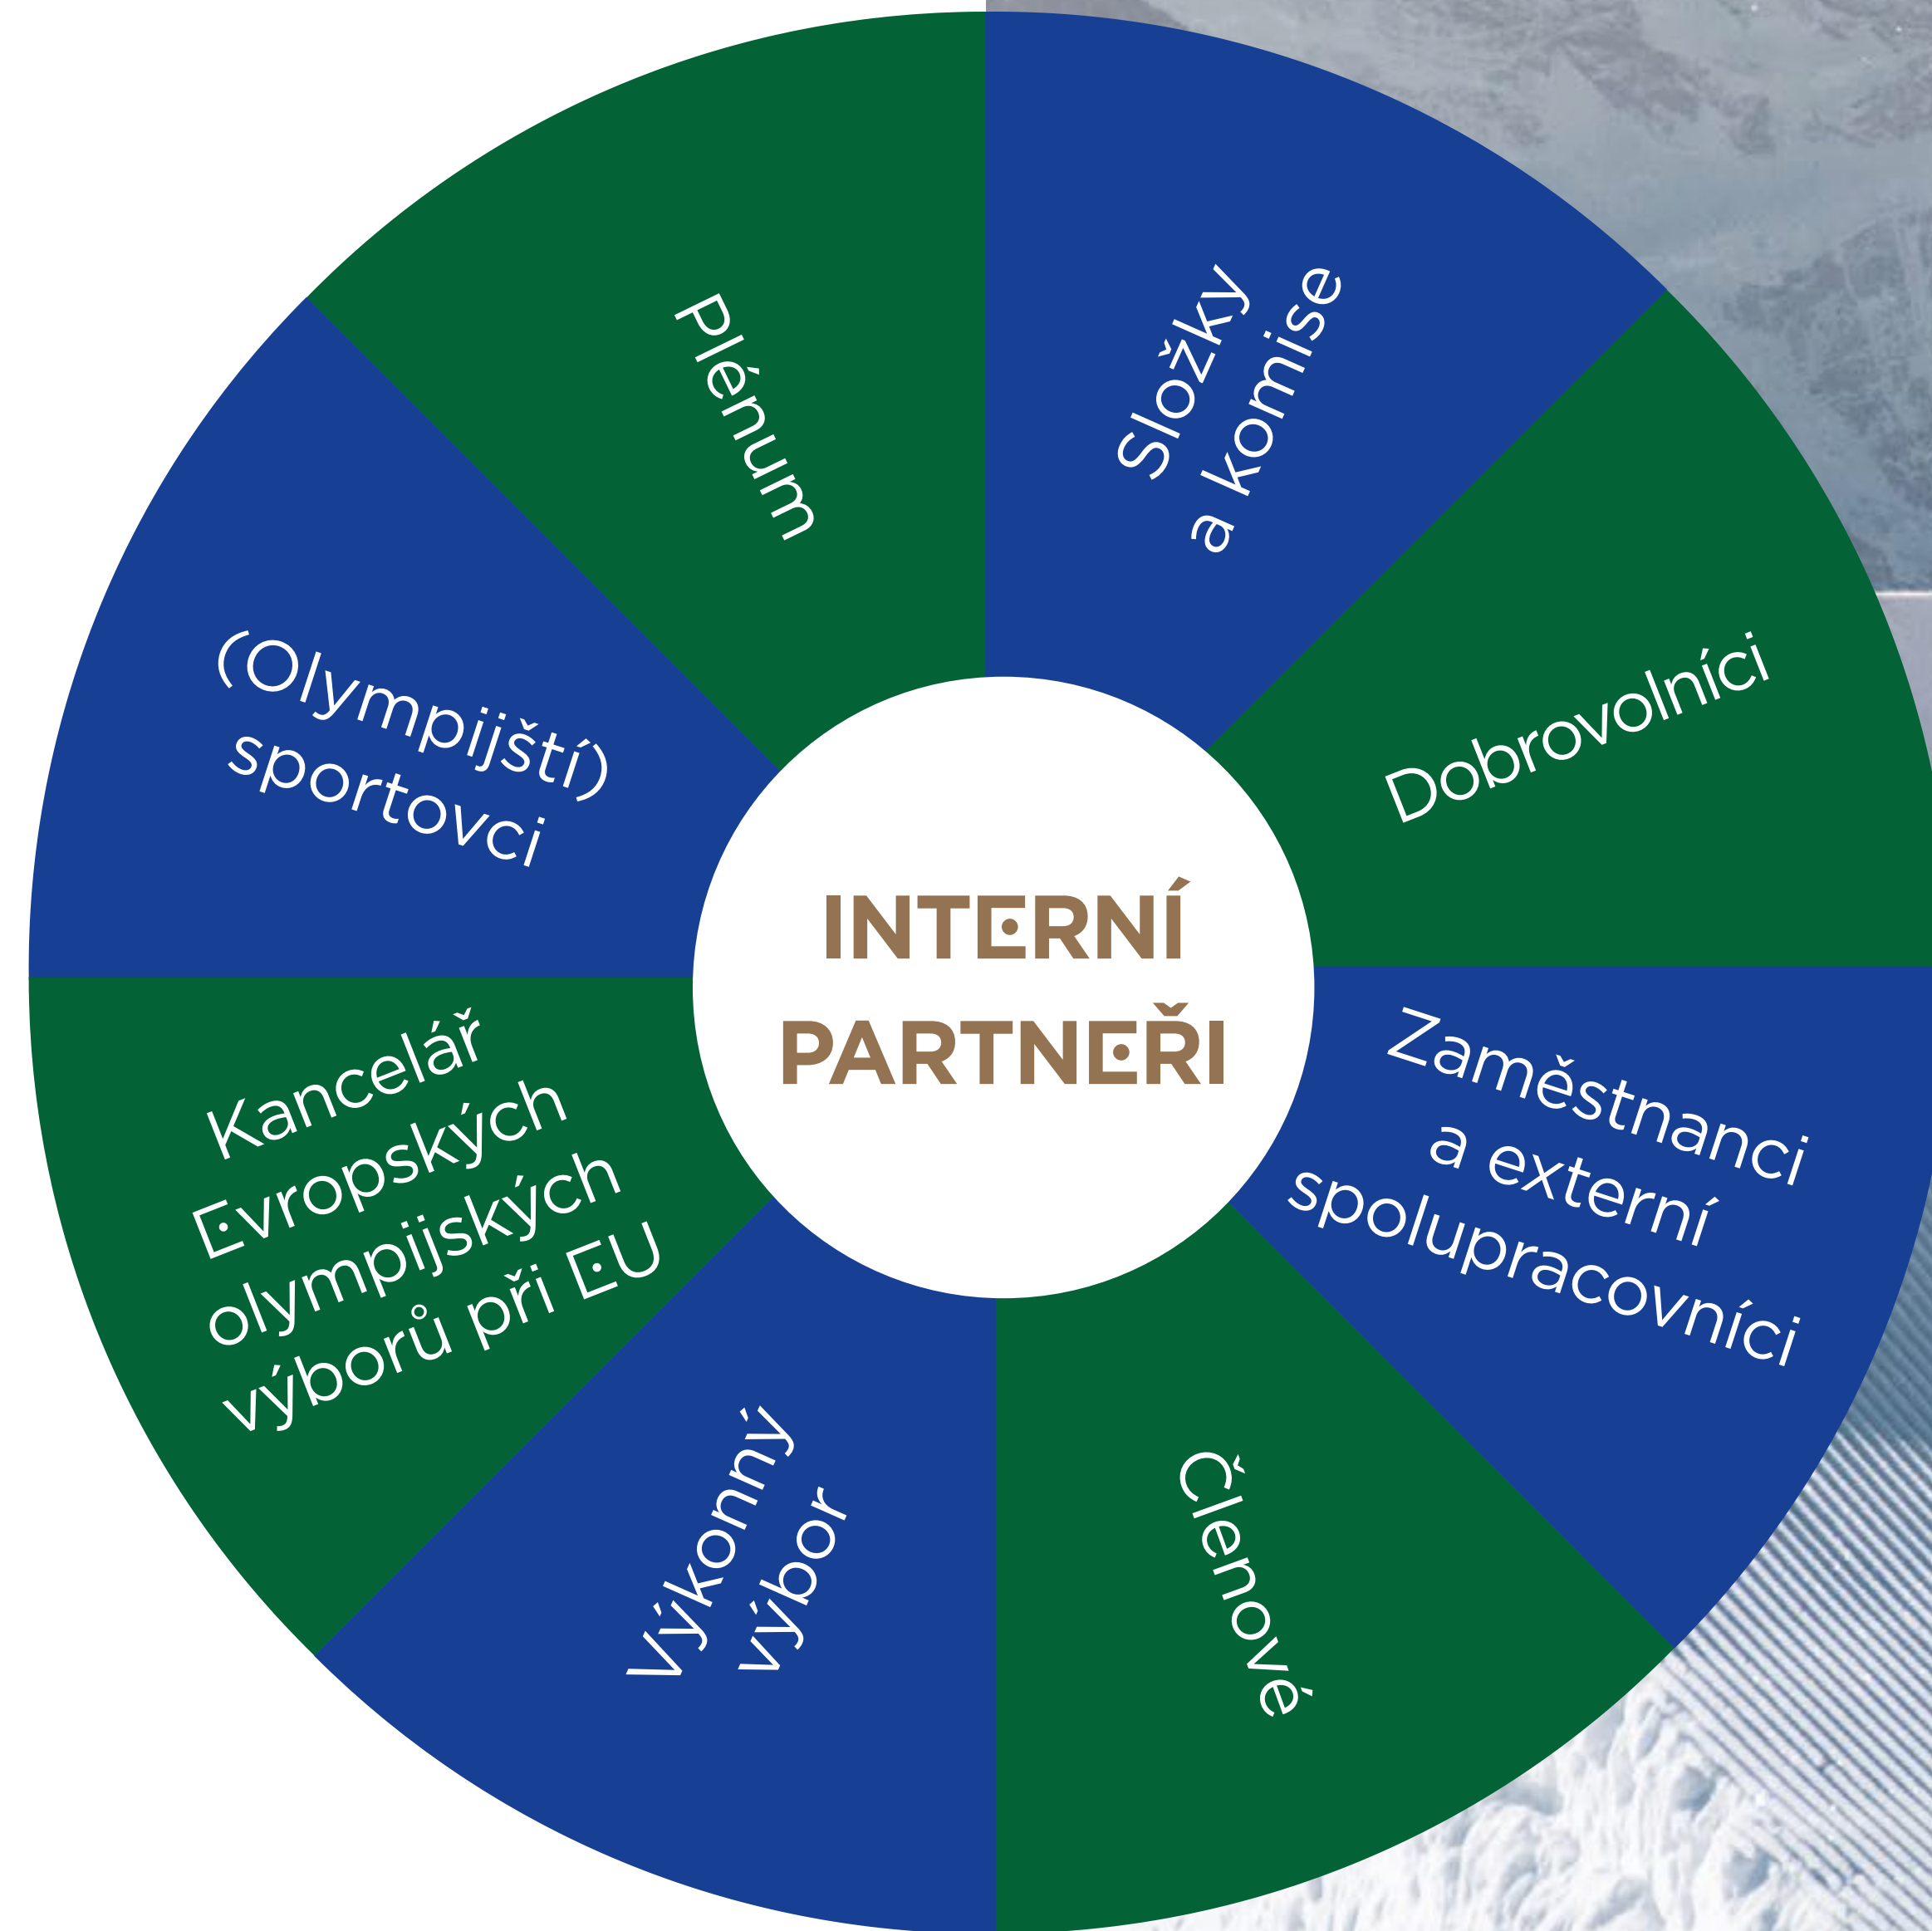 INTERNÍ
PARTNEŘI
Složky
a komise
Dobrovolníci
Zaměstnanci
a externí
spolupracovníci
Členové
Výkonný
výbor
Kancelář
Evropských
olympijských
výborů při EU
(Olympijští)
sportovci
Plénum